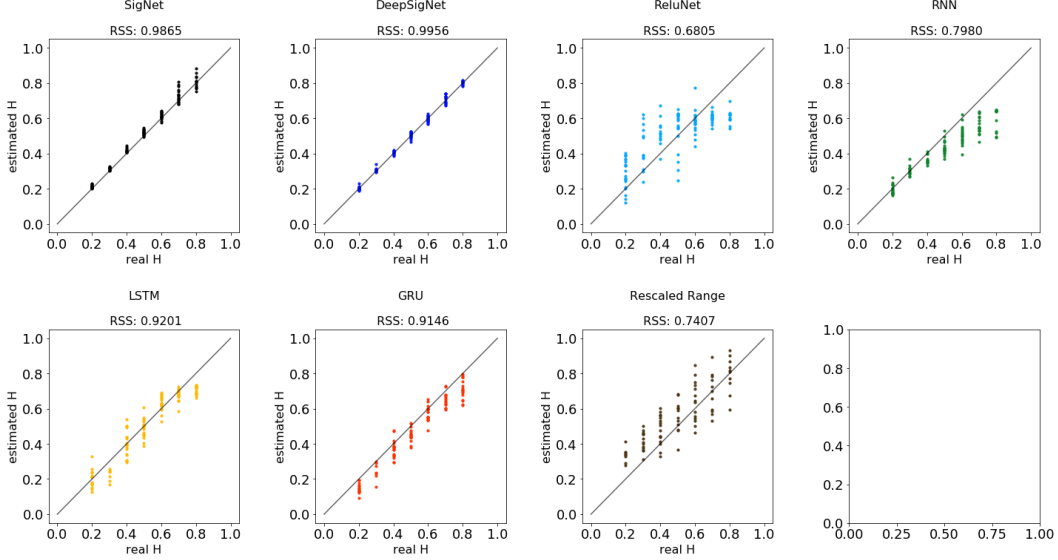 SigNet
RSS: 0.9865
1.0
0.8
0.6
0.4
0.2
0.0
estimated H
0.0 0.2 0.4 0.6 0.8 1.0
real H
DeepSigNet
RSS: 0.9956
1.0
0.8
0.6
0.4
0.2
0.0
estimated H
0.0 0.2 0.4 0.6 0.8 1.0
real H
ReluNet
RSS: 0.6805
1.0
0.8
0.6
0.4
0.2
0.0
estimated H
0.0 0.2 0.4 0.6 0.8 1.0
real H
RNN
RSS: 0.7980
1.0
0.8
0.6
0.4
0.2
0.0
estimated H
0.0 0.2 0.4 0.6 0.8 1.0
real H
LSTM
RSS: 0.9201
1.0
0.8
0.6
0.4
0.2
0.0
estimated H
0.0 0.2 0.4 0.6 0.8 1.0
real H
GRU
RSS: 0.9146
1.0
0.8
0.6
0.4
0.2
0.0
estimated H
0.0 0.2 0.4 0.6 0.8 1.0
real H
Rescaled Range
RSS: 0.7407
1.0
0.8
0.6
0.4
0.2
0.0
estimated H
0.0 0.2 0.4 0.6 0.8 1.0
real H
1.0
0.8
0.6
0.4
0.2
0.0
0.00 0.25 0.50 0.75 1.00